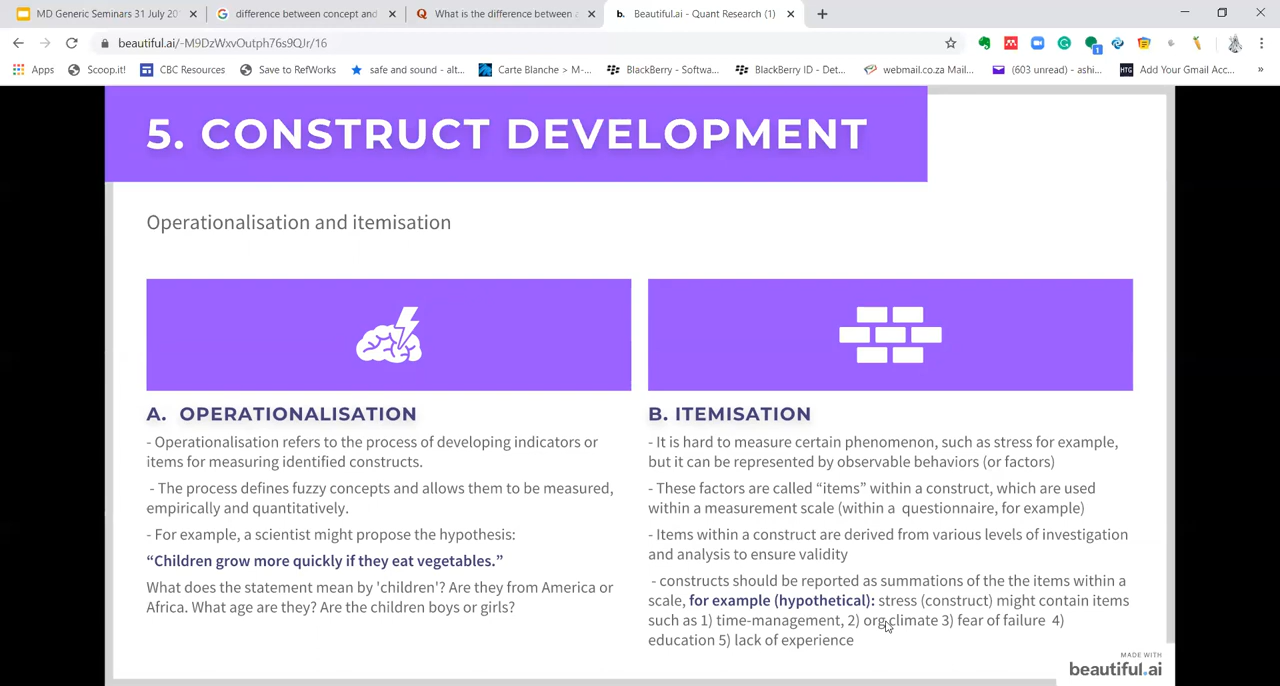 MD Generic Seminars 31 July 20
difference between concept and
What is the difference between
Beautiful.ai - Quant Research (1)
beautiful.ai/-M9DzWxvOutph76s9QJr/16
Apps
Scoop.it!
CBC Resources
Save to RefWorks
safe and sound - alt...
Carte Blanche > M-...
BlackBerry - Softwa...
BlackBerry ID - Det...
webmail.co.za Mail...
(603 unread) - ashi...
Add Your Gmail Acc...
5. CONSTRUCT DEVELOPMENT
Operationalisation and itemisation
A. OPERATIONALISATION
- Operationalisation refers to the process of developing indicators or
items for measuring identified constructs.
- The process defines fuzzy concepts and allows them to be measured,
empirically and quantitatively.
- For example, a scientist might propose the hypothesis:
“Children grow more quickly if they eat vegetables.”
What does the statement mean by 'children'? Are they from America or
Africa. What age are they? Are the children boys or girls?
B. ITEMISATION
- It is hard to measure certain phenomenon, such as stress for example,
but it can be represented by observable behaviors (or factors)
- These factors are called “items” within a construct, which are used
within a measurement scale (within a questionnaire, for example)
- Items within a construct are derived from various levels of investigation
and analysis to ensure validity
- constructs should be reported as summations of the the items within a
scale, for example (hypothetical): stress (construct) might contain items
such as 1) time-management, 2) org climate 3) fear of failure 4)
education 5) lack of experience
MADE WITH
beautiful.ai